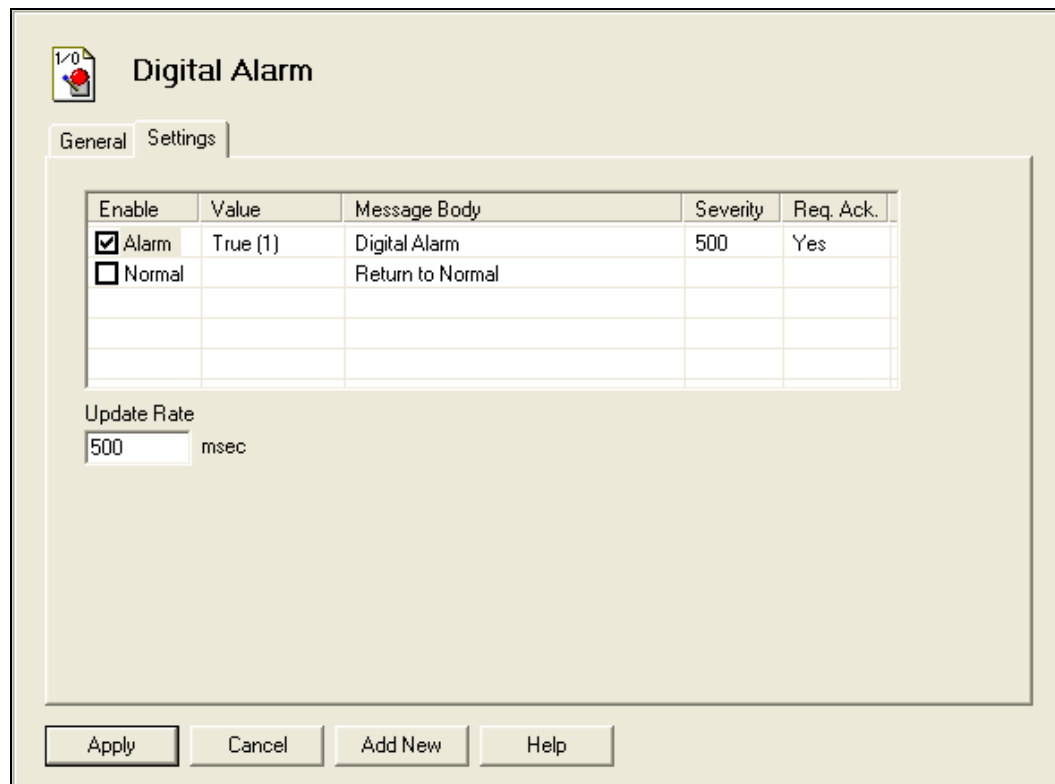 1/0
Digital Alarm
General Settings
Enable Value Message Body Severity Req. Ack.
Alarm True (1) Digital Alarm 500 Yes
Normal Return to Normal
Update Rate
500 msec
Apply Cancel Add New Help